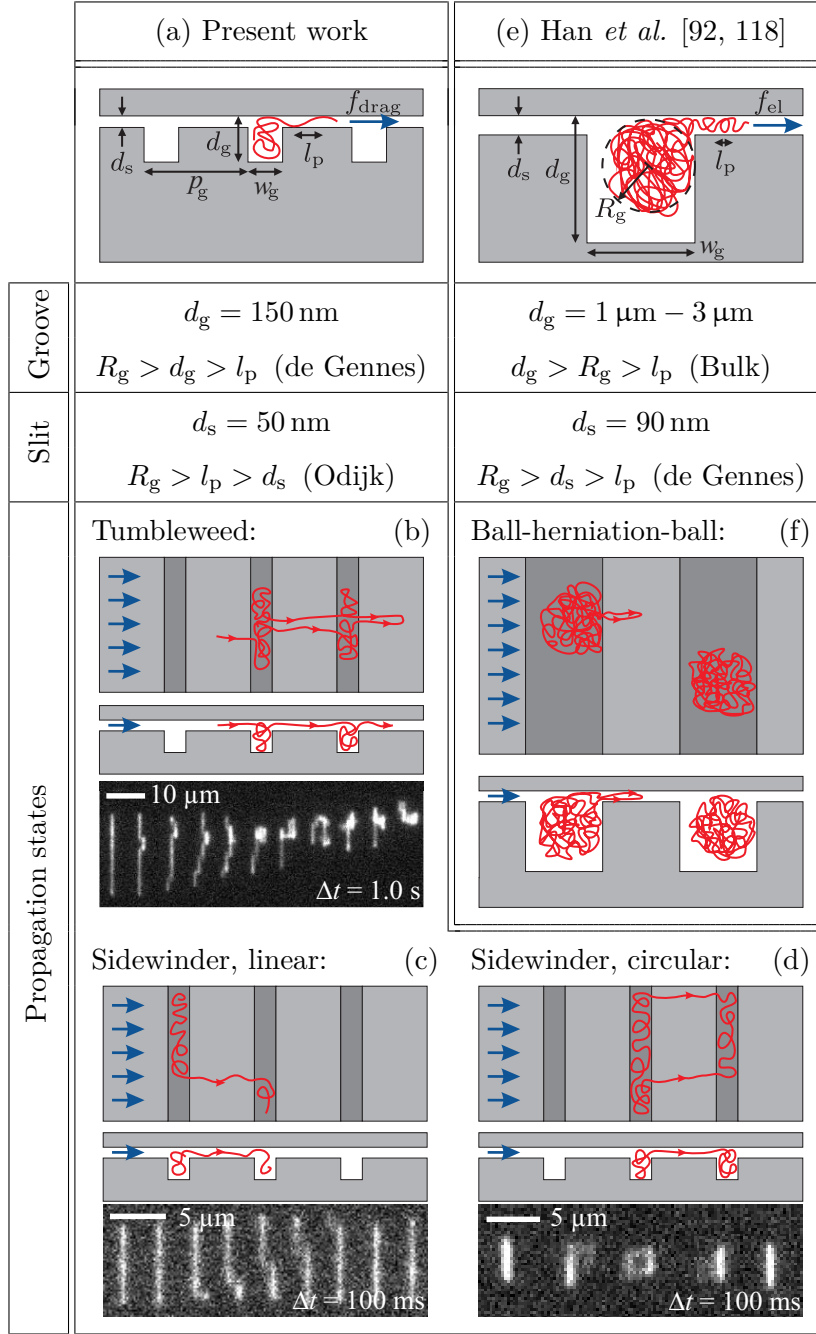 (a) Present work
(e) Han et al. [92, 118]
f_drag
d_s
d_g
l_p
p_g
w_g
f_el
d_s
d_g
l_p
R_g
w_g
Groove
d_g = 150 nm
R_g > d_g > l_p (de Gennes)
d_g = 1 μm − 3 μm
d_g > R_g > l_p (Bulk)
Slit
d_s = 50 nm
R_g > l_p > d_s (Odijk)
d_s = 90 nm
R_g > d_s > l_p (de Gennes)
Propagation states
Tumbleweed: (b)
10 μm
Δt = 1.0 s
Ball-herniation-ball: (f)
Sidewinder, linear: (c)
5 μm
Δt = 100 ms
Sidewinder, circular: (d)
5 μm
Δt = 100 ms